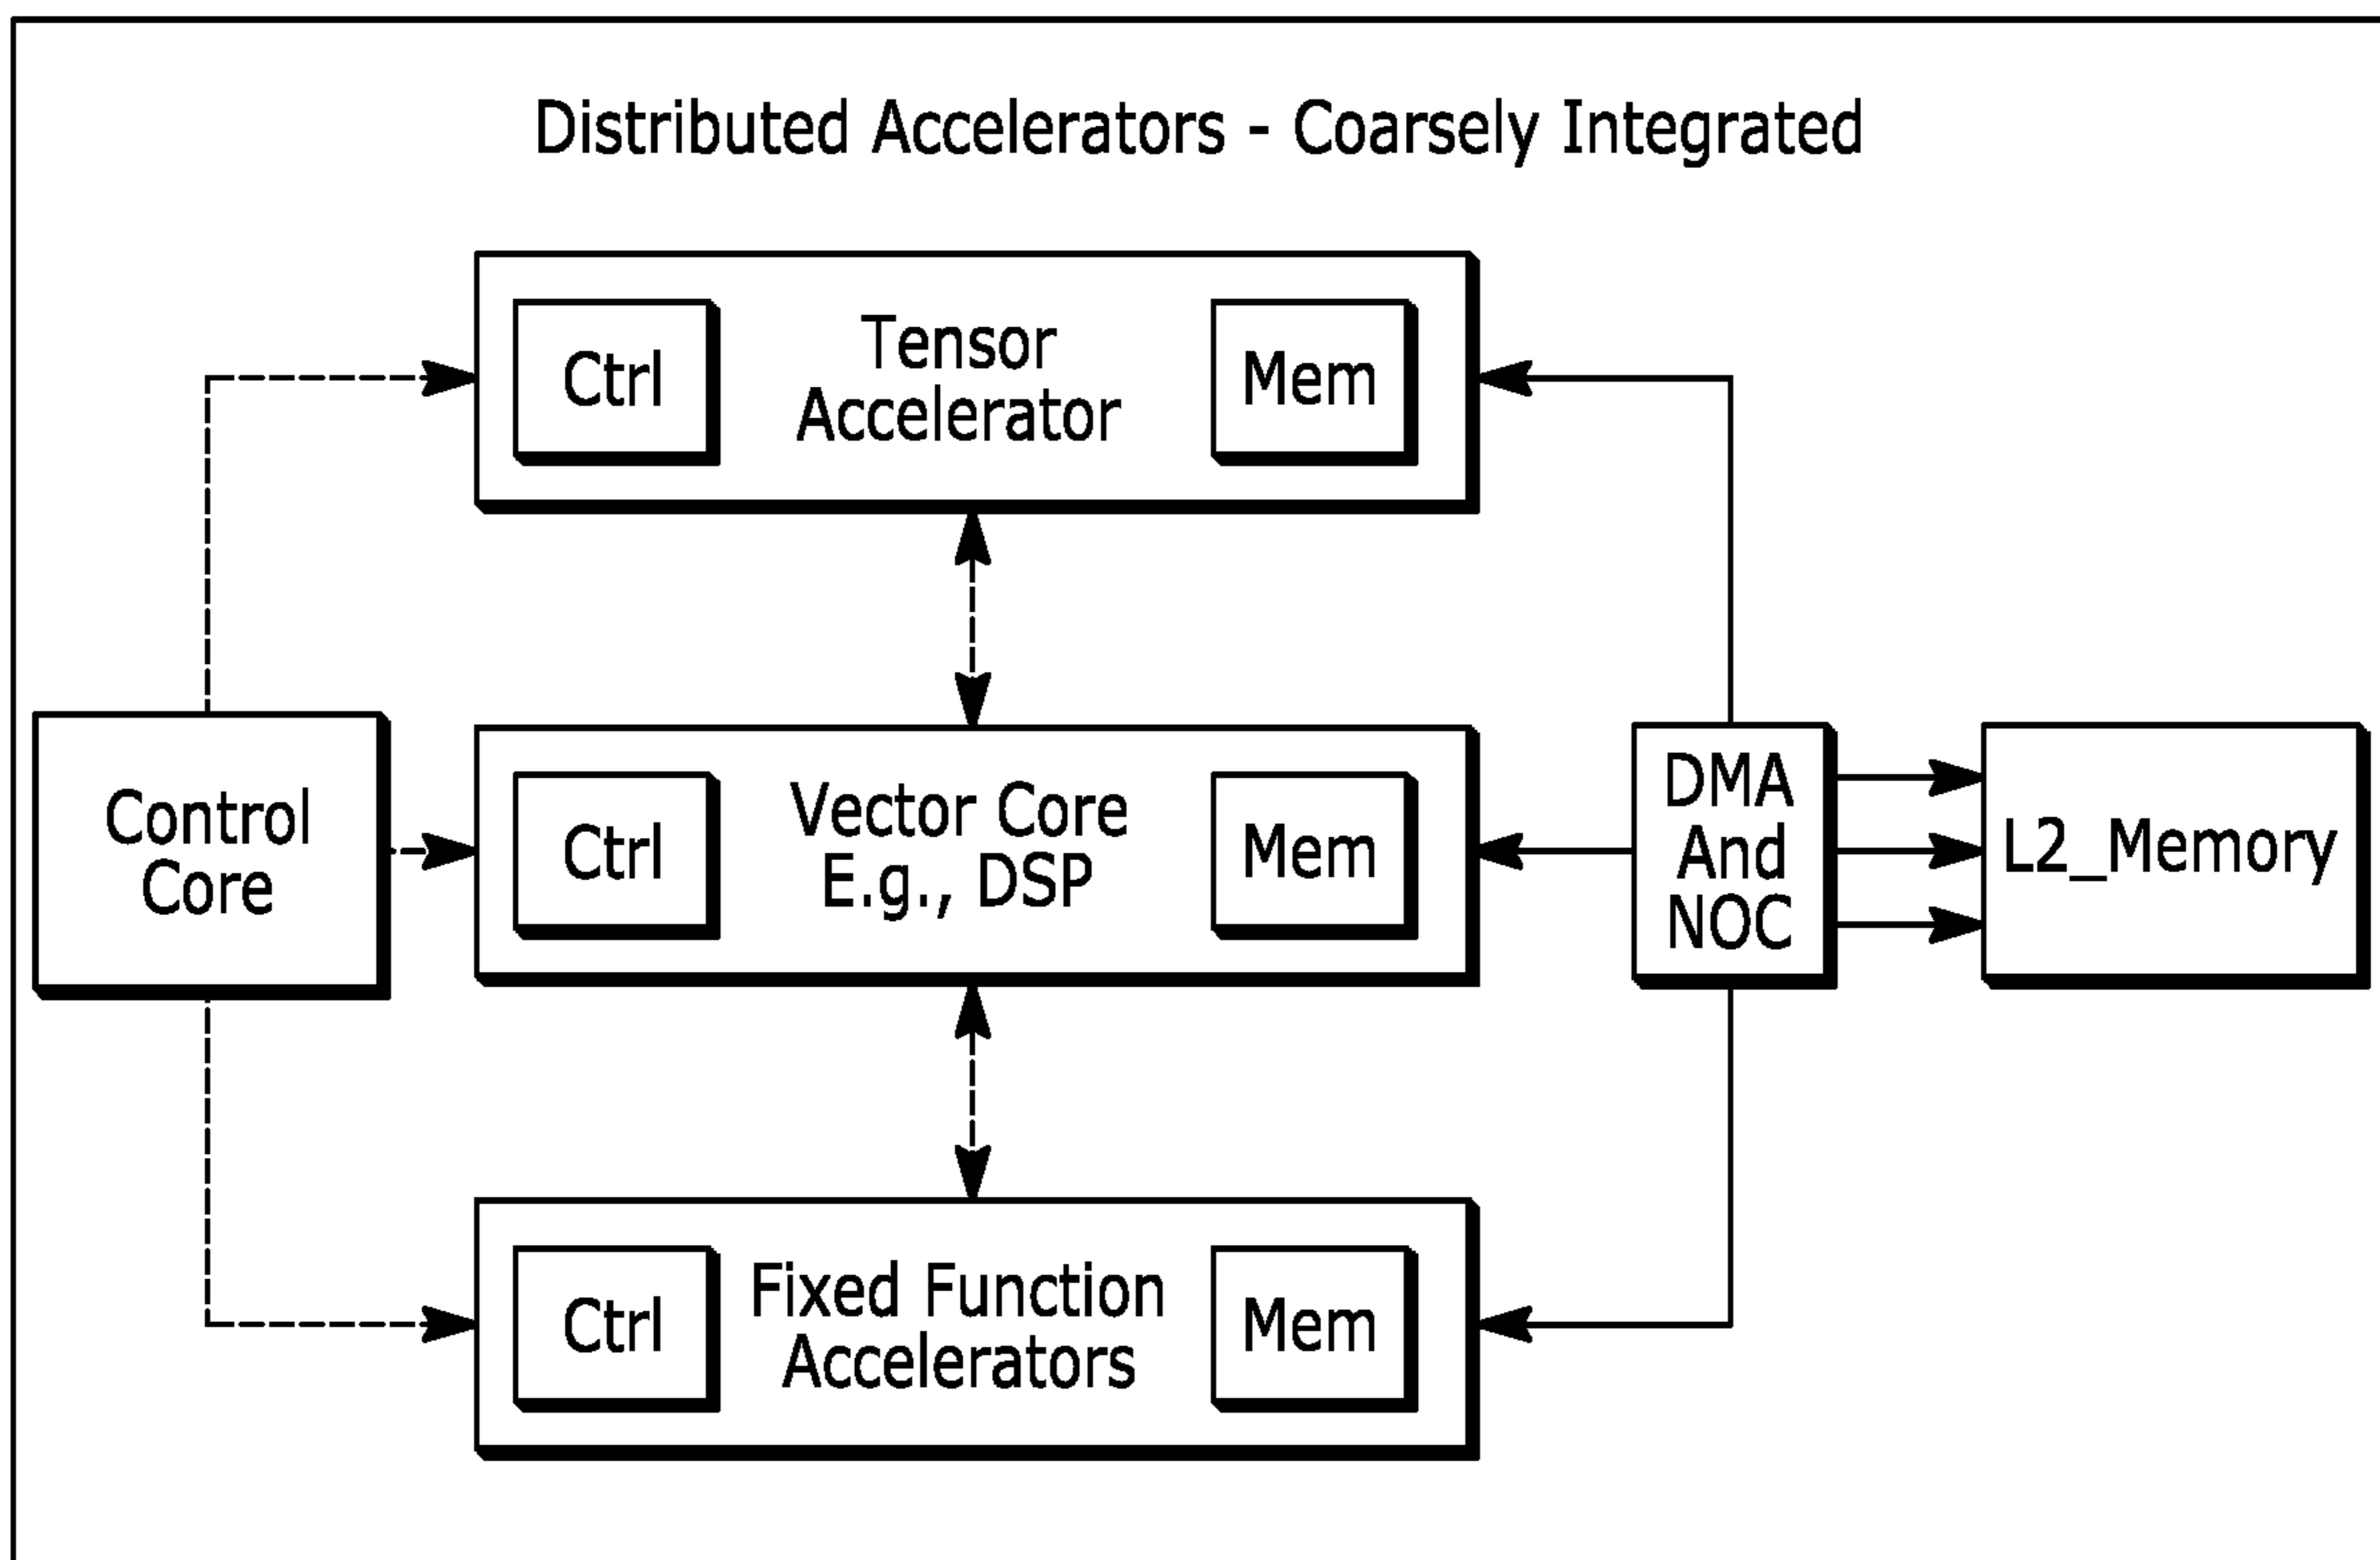 Distributed Accelerators - Coarsely Integrated
Ctrl
Tensor
Accelerator
Mem
Control
Core
Ctrl
Vector Core
E.g., DSP
Mem
DMA
And
NOC
L2_Memory
Ctrl
Fixed Function
Accelerators
Mem